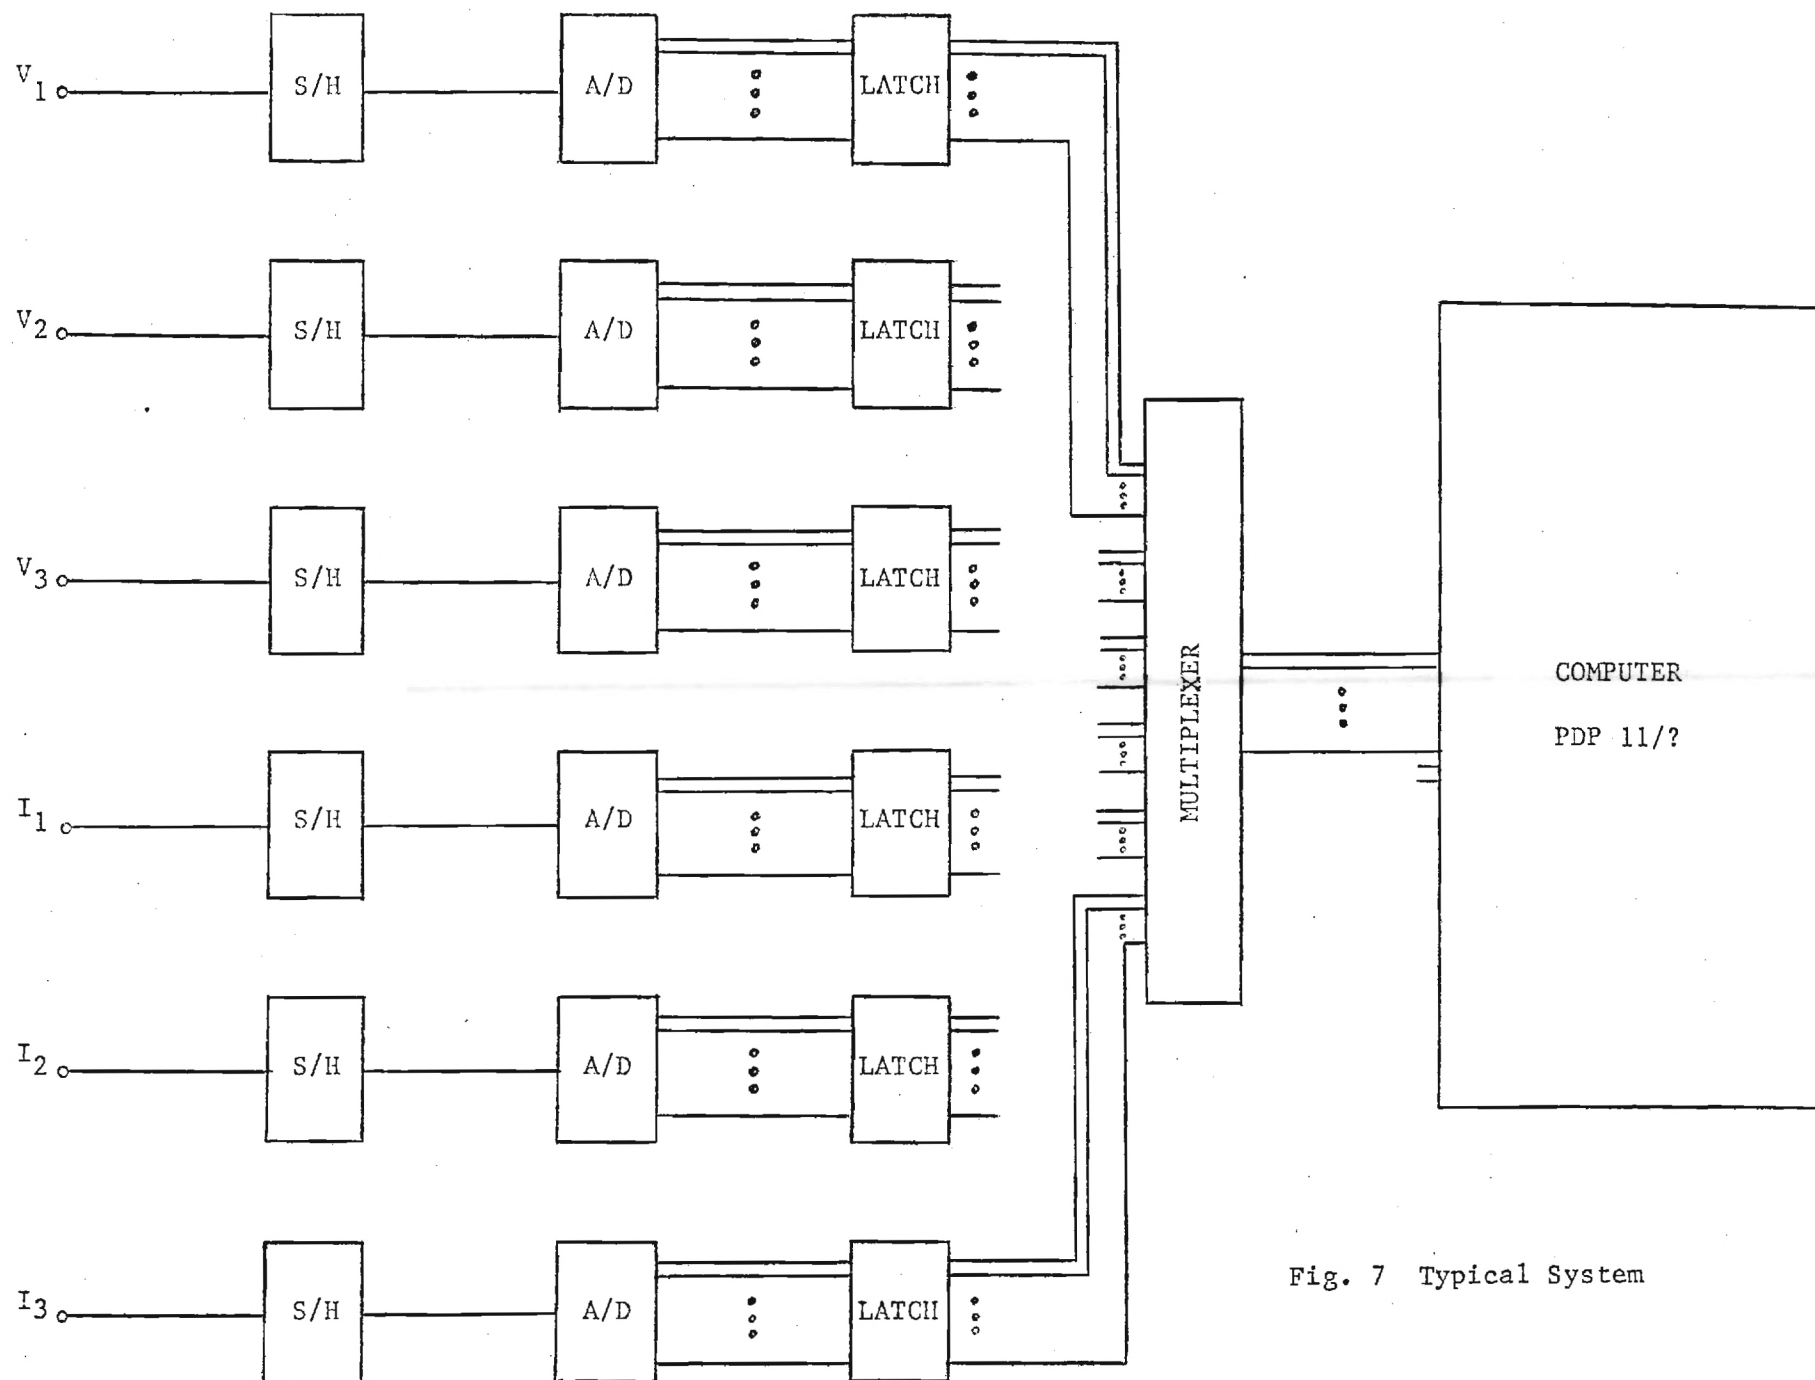 V1 S/H A/D LATCH
V2 S/H A/D LATCH
V3 S/H A/D LATCH
I1 S/H A/D LATCH
I2 S/H A/D LATCH
I3 S/H A/D LATCH
MULTIPLEXER
COMPUTER
PDP 11/?
Fig. 7 Typical System